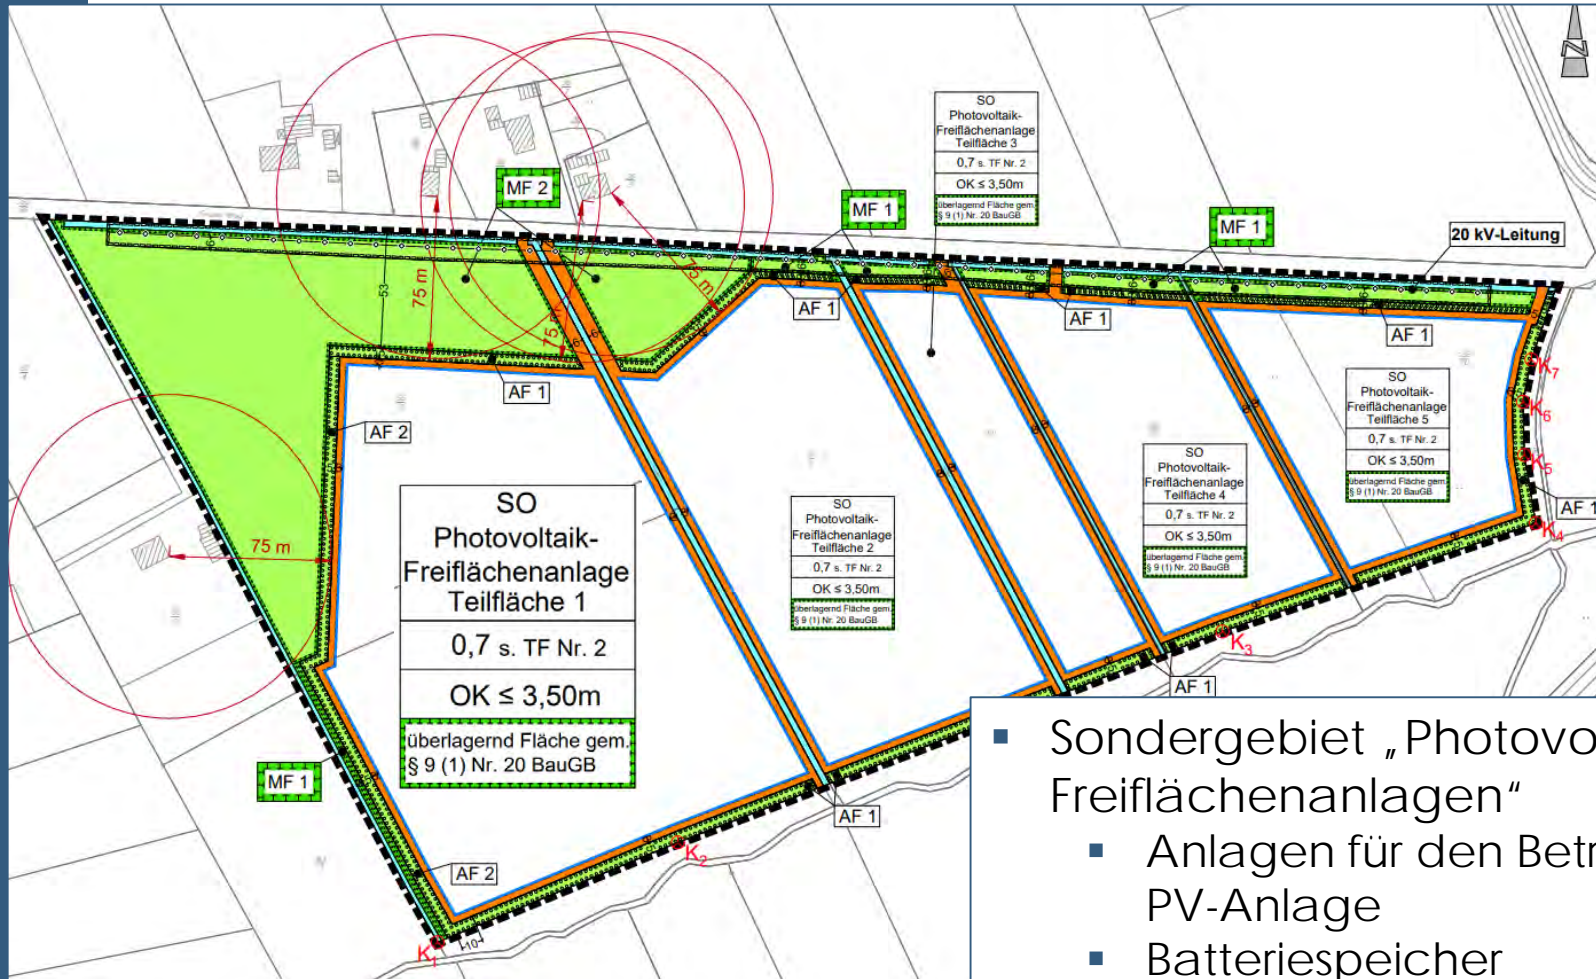 N
SO
Photovoltaik-
Freiflächenanlage
Teilfläche 3
0,7 s. TF Nr. 2
OK ≤ 3,50m
überlagernd Fläche gem.
§ 9 (1) Nr. 20 BauGB
MF 2
MF 1
MF 1
20 kV-Leitung
53
75 m
75 m
75 m
6
6
AF 1
AF 1
AF 1
AF 1
AF 2
K7
K6
K5
K4
AF 1
SO
Photovoltaik-
Freiflächenanlage
Teilfläche 5
0,7 s. TF Nr. 2
OK ≤ 3,50m
überlagernd Fläche gem.
§ 9 (1) Nr. 20 BauGB
SO
Photovoltaik-
Freiflächenanlage
Teilfläche 4
0,7 s. TF Nr. 2
OK ≤ 3,50m
überlagernd Fläche gem.
§ 9 (1) Nr. 20 BauGB
SO
Photovoltaik-
Freiflächenanlage
Teilfläche 2
0,7 s. TF Nr. 2
OK ≤ 3,50m
überlagernd Fläche gem.
§ 9 (1) Nr. 20 BauGB
SO
Photovoltaik-
Freiflächenanlage
Teilfläche 1
0,7 s. TF Nr. 2
OK ≤ 3,50m
überlagernd Fläche gem.
§ 9 (1) Nr. 20 BauGB
75 m
K3
AF 1
MF 1
AF 1
K2
AF 2
K1
10
▪ Sondergebiet „Photovo
Freiflächenanlagen“
▪ Anlagen für den Betr
PV-Anlage
▪ Batteriespeicher